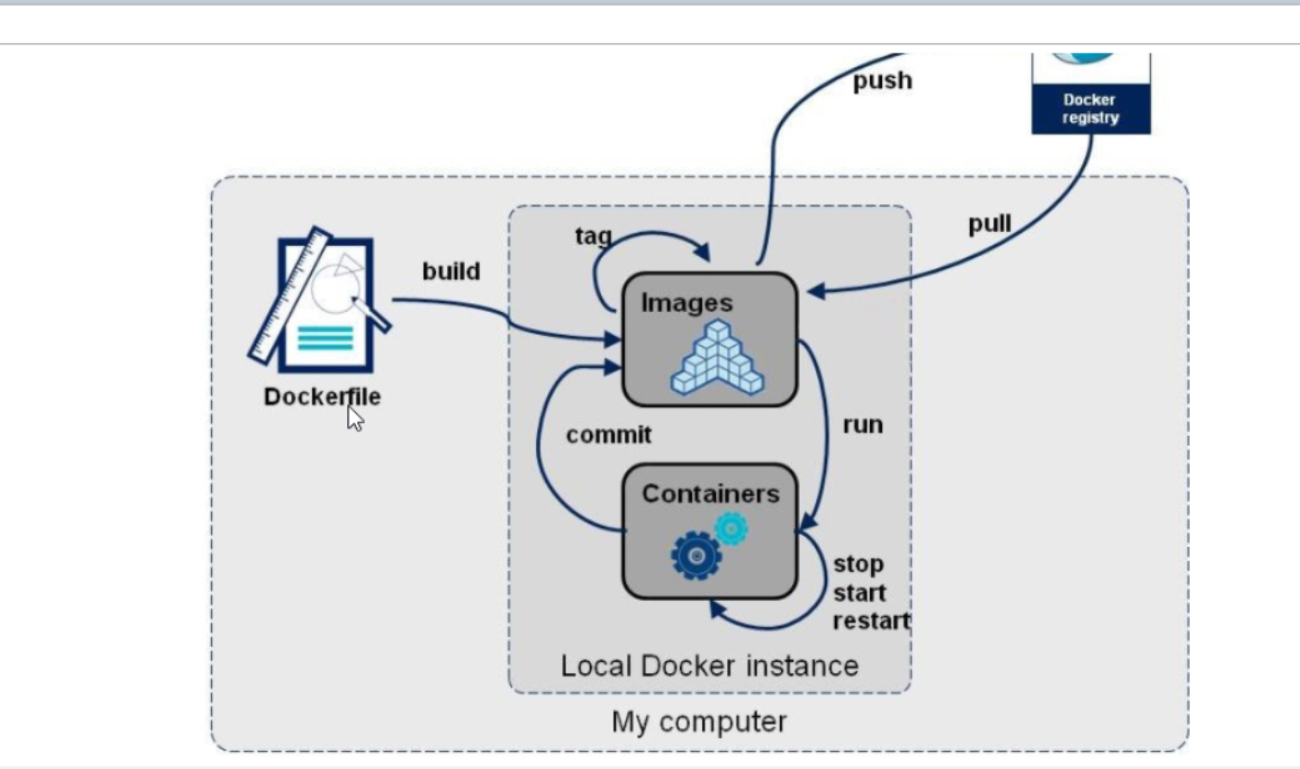 push
Docker
registry
pull
tag
build
Images
Dockerfile
commit
run
Containers
stop
start
restart
Local Docker instance
My computer